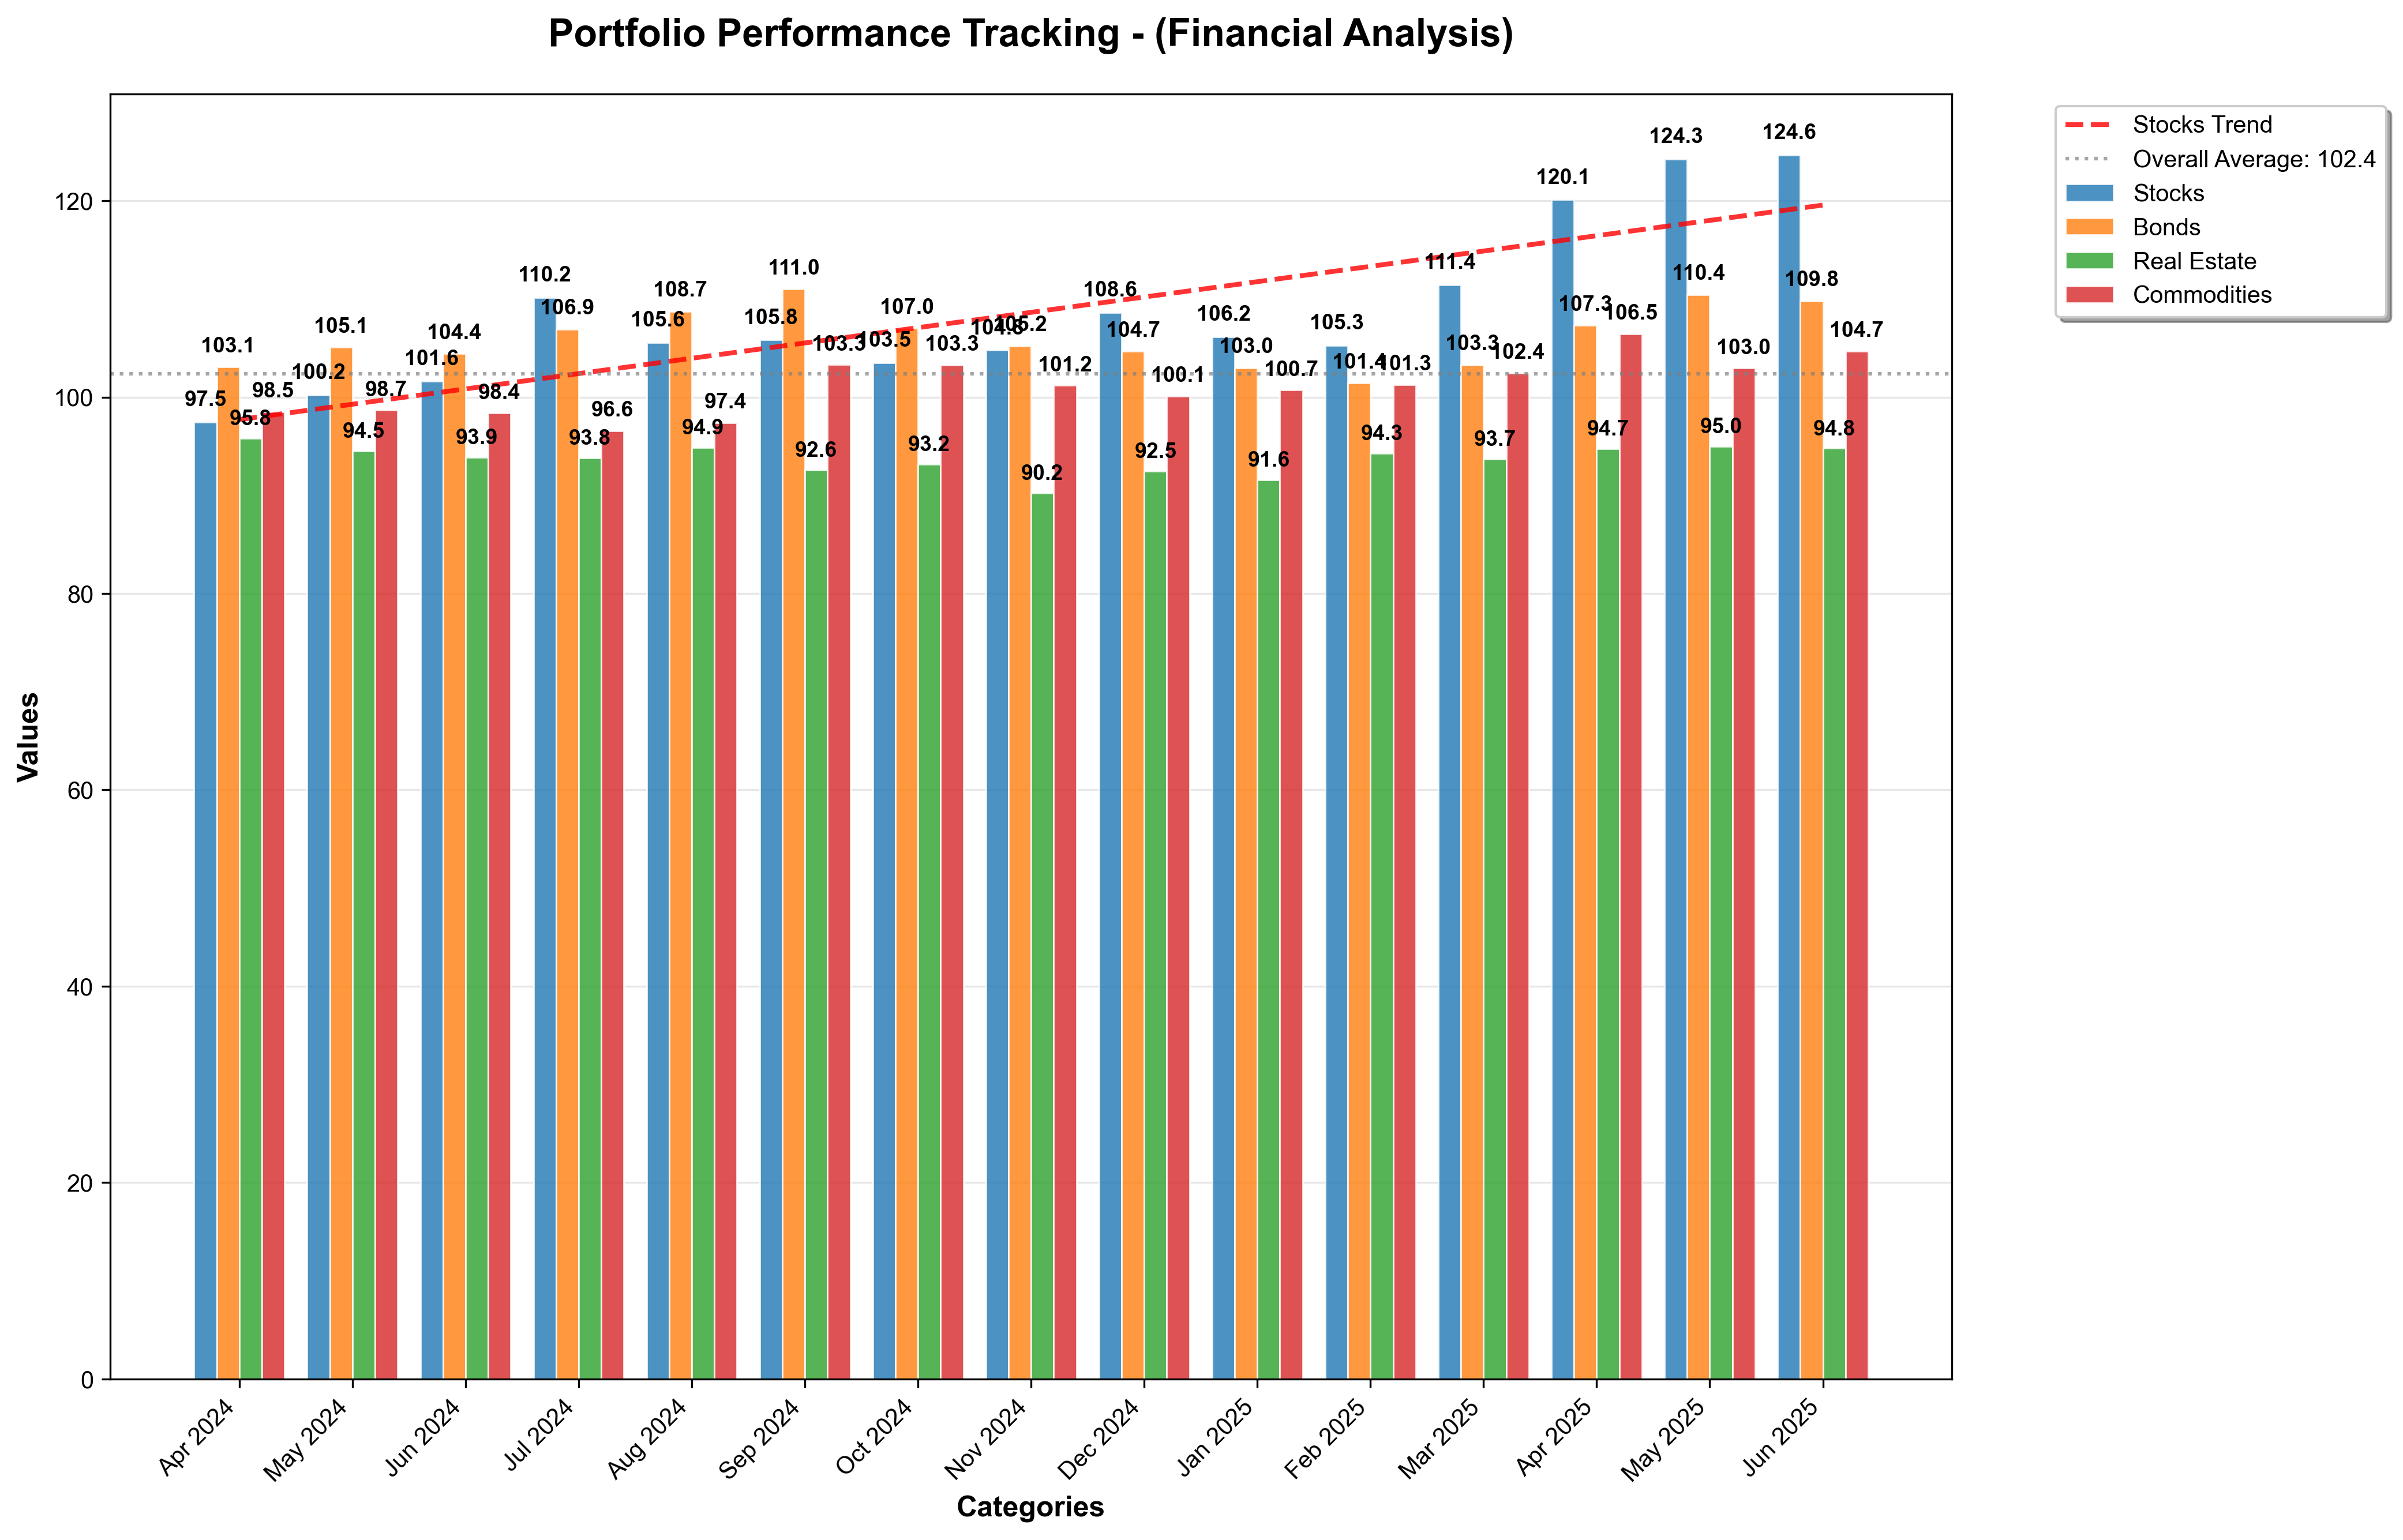 Portfolio Performance Tracking - (Financial Analysis)
Stocks Trend
Overall Average: 102.4
Stocks
Bonds
Real Estate
Commodities
Values
120
100
80
60
40
20
0
97.5
103.1
95.8
98.5
100.2
105.1
94.5
98.7
101.6
104.4
93.9
98.4
110.2
106.9
93.8
96.6
105.6
108.7
94.9
97.4
105.8
111.0
92.6
103.3
103.5
107.0
93.2
103.3
104.8
105.2
90.2
101.2
108.6
104.7
92.5
100.1
106.2
103.0
91.6
100.7
105.3
101.4
94.3
101.3
111.4
103.3
93.7
102.4
120.1
107.3
94.7
106.5
124.3
110.4
95.0
103.0
124.6
109.8
94.8
104.7
Apr 2024
May 2024
Jun 2024
Jul 2024
Aug 2024
Sep 2024
Oct 2024
Nov 2024
Dec 2024
Jan 2025
Feb 2025
Mar 2025
Apr 2025
May 2025
Jun 2025
Categories